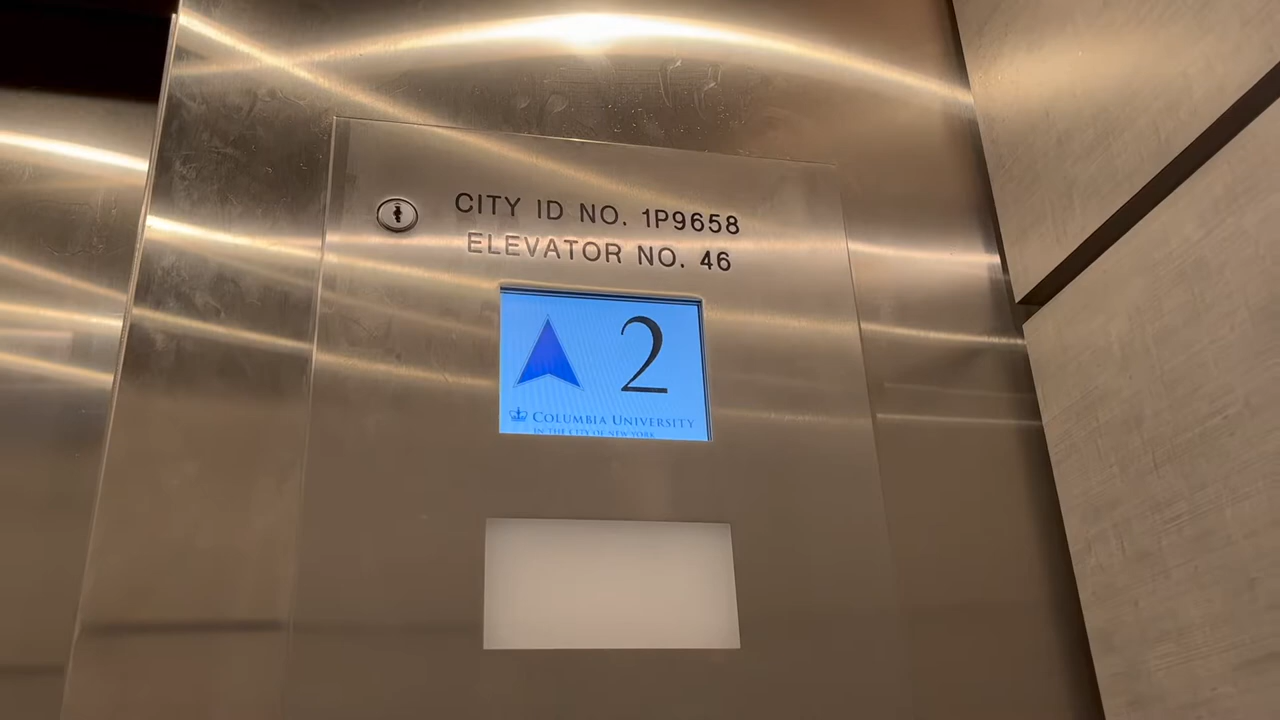 CITY ID NO. 1P9658
ELEVATOR NO. 46
2
COLUMBIA UNIVERSITY
IN THE CITY OF NEW YORK